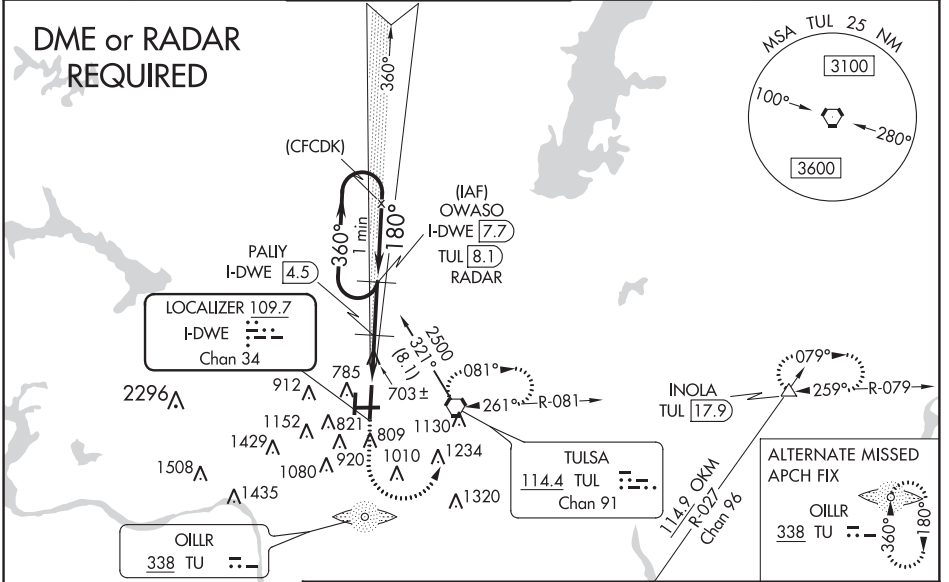 DME or RADAR
REQUIRED
MSA TUL 25 NM
3100
100°
280°
3600
360°
(CFCDK)
360°
1 min
180°
(IAF)
OWASO
I-DWE 7.7
TUL 8.1
RADAR
PALIY
I-DWE 4.5
LOCALIZER 109.7
I-DWE
Chan 34
2500
321°
(8.1)
081°
261°
R-081
079°
259°
R-079
INOLA
TUL 17.9
114.9 OKM
R-027
Chan 96
2296
912
785
703 ±
1152
821
809
1130
1429
920
1010
1234
1080
1508
1435
1320
TULSA
114.4 TUL
Chan 91
OILLR
338 TU
ALTERNATE MISSED
APCH FIX
OILLR
338 TU
360°
180°